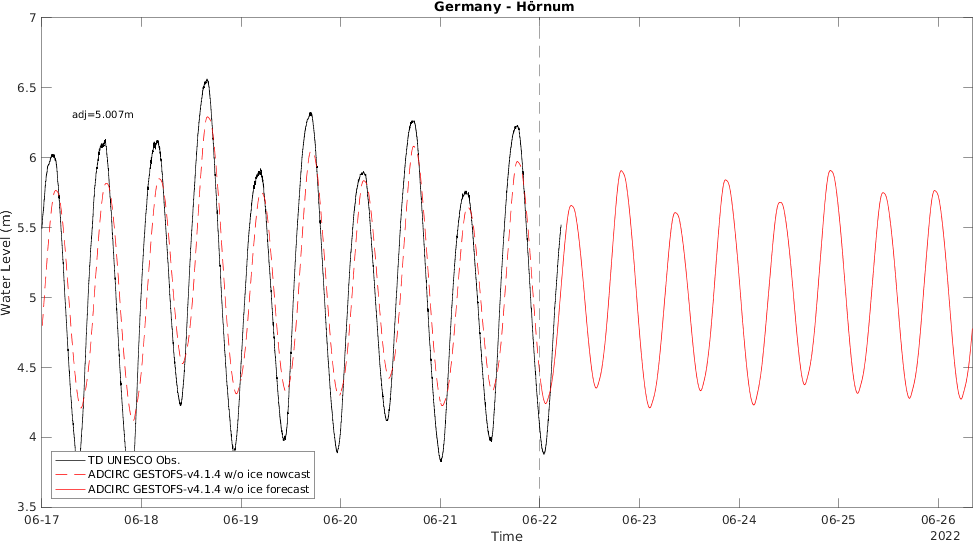 Germany - Hörnum
7
6.5
6
5.5
5
4.5
4
3.5
Water Level (m)
adj=5.007m
TD UNESCO Obs.
ADCIRC GESTOFS-v4.1.4 w/o ice nowcast
ADCIRC GESTOFS-v4.1.4 w/o ice forecast
06-17 06-18 06-19 06-20 06-21 06-22 06-23 06-24 06-25 06-26
Time
2022